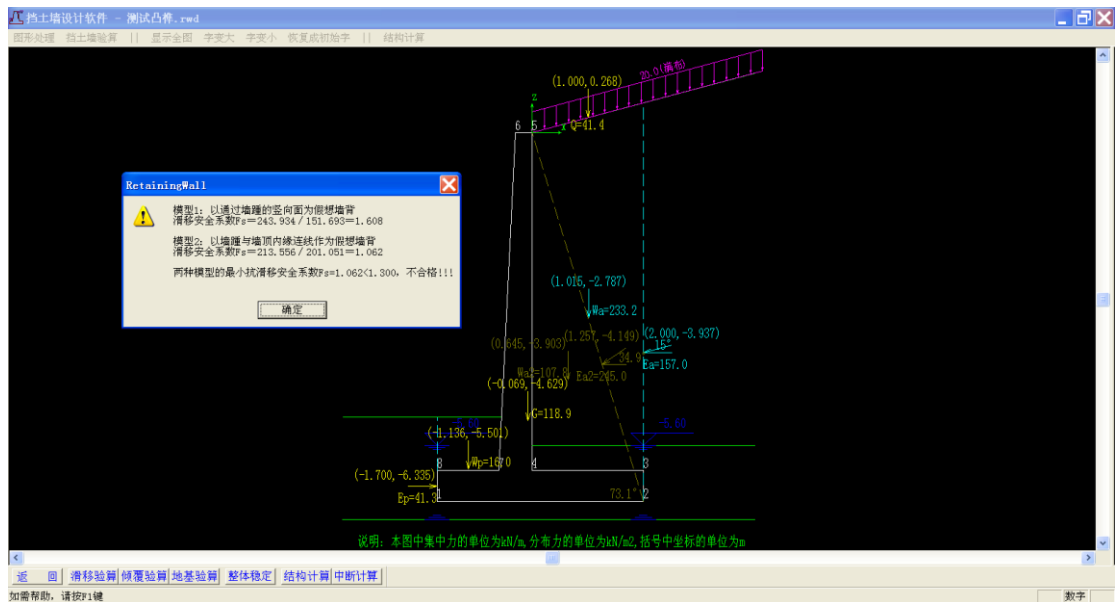 挡土墙设计软件 - 测试凸榫.rwd
图形处理 挡土墙验算 || 显示全图 字变大 字变小 恢复成初始字 || 结构计算
20.0(满布)
(1.000,0.268)
Z
6 5 Y Q=41.4
RetainingWall
模型1: 以通过墙踵的竖向面为假想墙背
滑移安全系数Fs=243.934/151.693=1.608
模型2: 以墙踵与墙顶内缘连线作为假想墙背
滑移安全系数Fs=213.556/201.051=1.062
两种模型的最小抗滑移安全系数Fs=1.062<1.300, 不合格!!!
确定
(1.015,-2.787)
Wa=233.2
(1.257,-4.149) (2.000,-3.937)
(0.645,-3.903) 15°
34.9 Ea=157.0
Wa2=107.8 Ea2=245.0
(-0.069,-4.629)
G=118.9
-5.60 -5.60
(-1.136,-5.501)
8 Wp=16.0 7 4 3
(-1.700,-6.335)
Ep=41.3 1 73.1° 2
说明: 本图中集中力的单位为kN/m,分布力的单位为kN/m2,括号中坐标的单位为m
返 回 滑移验算 倾覆验算 地基验算 整体稳定 结构计算 中断计算
如需帮助, 请按F1键 数字